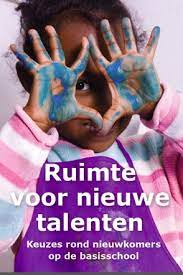 Ruimte
voor nieuwe
talenten
Keuzes rond nieuwkomers
op de basisschool